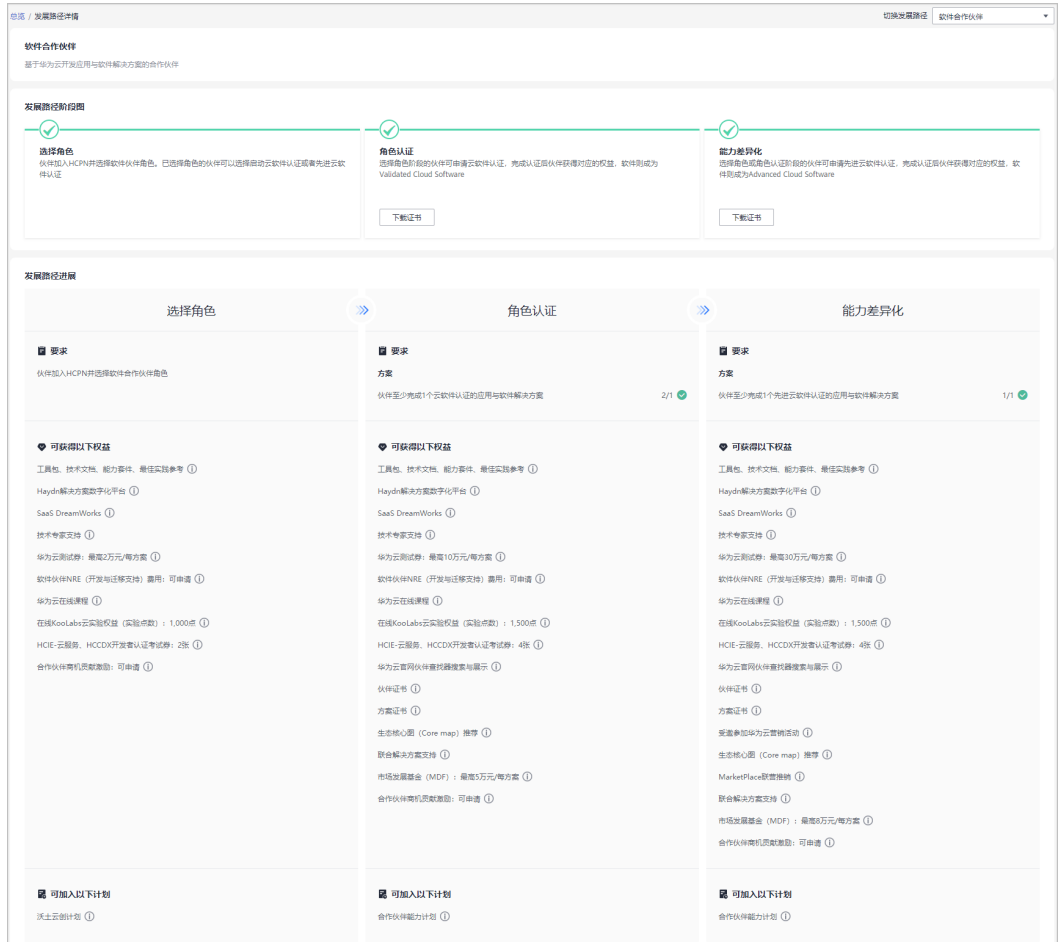 总览 / 发展路径详情
切换发展路径 软件合作伙伴
软件合作伙伴
基于华为云开发应用与软件解决方案的合作伙伴
发展路径阶段图
选择角色
伙伴加入HCPN并选择软件伙伴角色。已选择角色的伙伴可以选择启动云软件认证或者先进云软
件认证
角色认证
选择角色阶段的伙伴可申请云软件认证，完成认证后伙伴获得对应的权益，软件则成为
Validated Cloud Software
下载证书
能力差异化
选择角色或角色认证阶段的伙伴可申请先进云软件认证，完成认证后伙伴获得对应的权益，软
件则成为Advanced Cloud Software
下载证书
发展路径进展
选择角色
角色认证
能力差异化
要求
伙伴加入HCPN并选择软件合作伙伴角色
要求
方案
伙伴至少完成1个云软件认证的应用与软件解决方案 2/1
要求
方案
伙伴至少完成1个先进云软件认证的应用与软件解决方案 1/1
可获得以下权益
工具包、技术文档、能力套件、最佳实践参考
Haydn解决方案数字化平台
SaaS DreamWorks
技术专家支持
华为云测试券：最高2万元/每方案
软件伙伴NRE（开发与迁移支持）费用：可申请
华为云在线课程
在线KooLabs云实验权益（实验点数）：1,000点
HCIE-云服务、HCCDX开发者认证考试券：2张
合作伙伴商机贡献激励：可申请
可获得以下权益
工具包、技术文档、能力套件、最佳实践参考
Haydn解决方案数字化平台
SaaS DreamWorks
技术专家支持
华为云测试券：最高10万元/每方案
软件伙伴NRE（开发与迁移支持）费用：可申请
华为云在线课程
在线KooLabs云实验权益（实验点数）：1,500点
HCIE-云服务、HCCDX开发者认证考试券：4张
华为云官网伙伴查找器搜索与展示
伙伴证书
方案证书
生态核心图（Core map）推荐
联合解决方案支持
市场发展基金（MDF）：最高5万元/每方案
合作伙伴商机贡献激励：可申请
可获得以下权益
工具包、技术文档、能力套件、最佳实践参考
Haydn解决方案数字化平台
SaaS DreamWorks
技术专家支持
华为云测试券：最高30万元/每方案
软件伙伴NRE（开发与迁移支持）费用：可申请
华为云在线课程
在线KooLabs云实验权益（实验点数）：1,500点
HCIE-云服务、HCCDX开发者认证考试券：4张
华为云官网伙伴查找器搜索与展示
伙伴证书
方案证书
受邀参加华为云营销活动
生态核心图（Core map）推荐
MarketPlace联营推销
联合解决方案支持
市场发展基金（MDF）：最高8万元/每方案
合作伙伴商机贡献激励：可申请
可加入以下计划
沃土云创计划
可加入以下计划
合作伙伴能力计划
可加入以下计划
合作伙伴能力计划